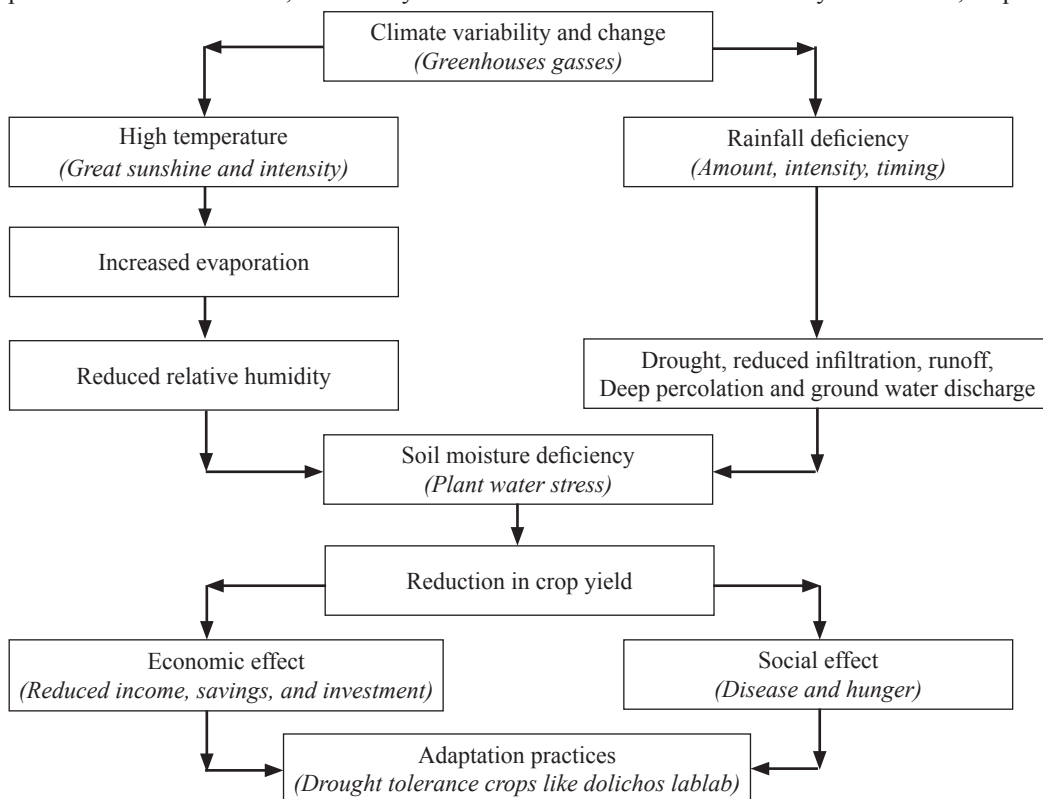 Climate variability and change
(Greenhouses gasses)
High temperature
(Great sunshine and intensity)
Rainfall deficiency
(Amount, intensity, timing)
Increased evaporation
Reduced relative humidity
Drought, reduced infiltration, runoff,
Deep percolation and ground water discharge
Soil moisture deficiency
(Plant water stress)
Reduction in crop yield
Economic effect
(Reduced income, savings, and investment)
Social effect
(Disease and hunger)
Adaptation practices
(Drought tolerance crops like dolichos lablab)